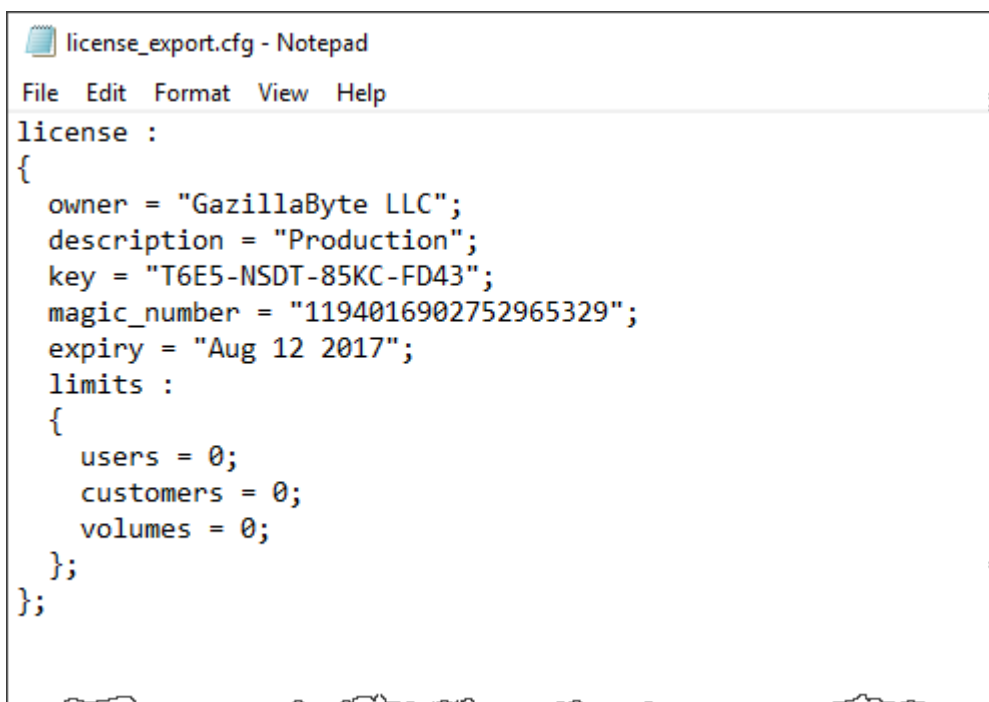 license_export.cfg - Notepad
File Edit Format View Help
license :
{
  owner = "GazillaByte LLC";
  description = "Production";
  key = "T6E5-NSDT-85KC-FD43";
  magic_number = "1194016902752965329";
  expiry = "Aug 12 2017";
  limits :
  {
    users = 0;
    customers = 0;
    volumes = 0;
  };
};